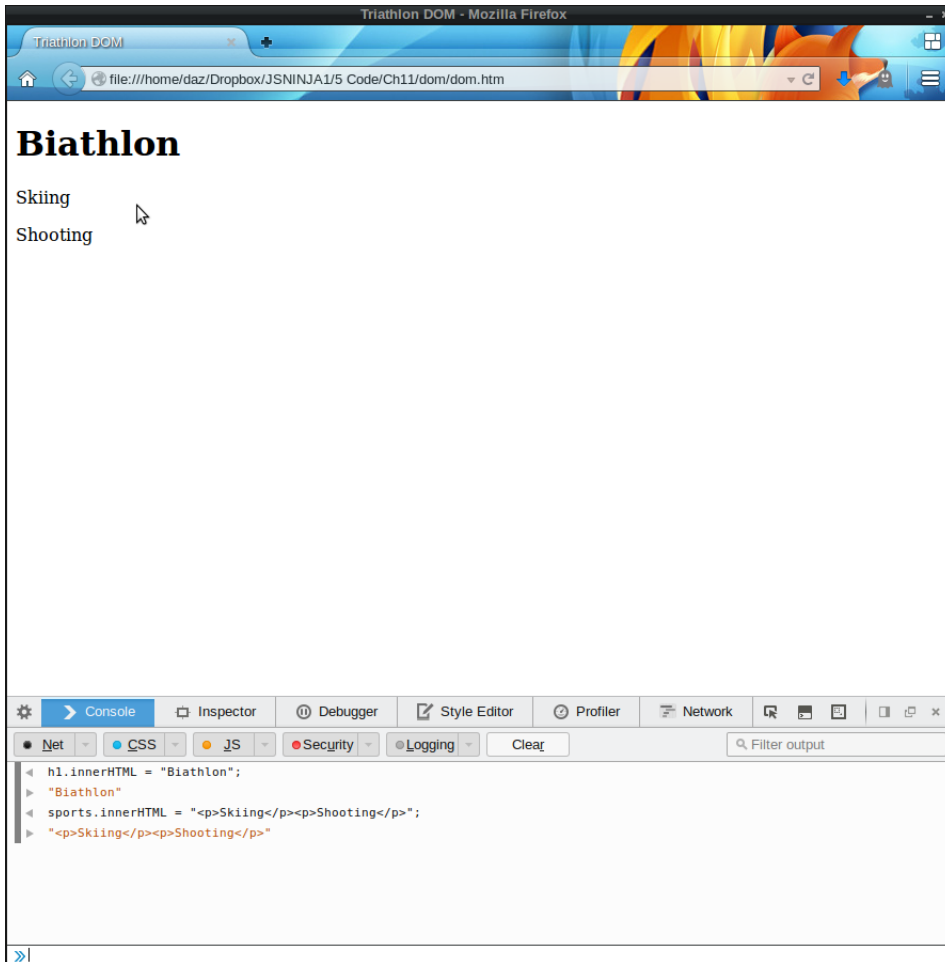 Triathlon DOM - Mozilla Firefox
Triathlon DOM
file:///home/daz/Dropbox/JSNINJA1/5 Code/Ch11/dom/dom.htm
Biathlon
Skiing
Shooting
Console Inspector Debugger Style Editor Profiler Network
Net CSS JS Security Logging Clear Filter output
h1.innerHTML = "Biathlon";
"Biathlon"
sports.innerHTML = "<p>Skiing</p><p>Shooting</p>";
"<p>Skiing</p><p>Shooting</p>"